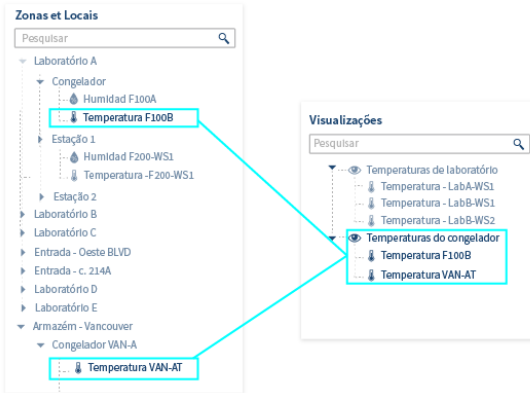 Zonas et Locais
Pesquisar
Laboratório A
Congelador
Humidad F100A
Temperatura F100B
Estação 1
Humidad F200-WS1
Temperatura -F200-WS1
Estação 2
Laboratório B
Laboratório C
Entrada - Oeste BLVD
Entrada - c. 214A
Laboratório D
Laboratório E
Armazém - Vancouver
Congelador VAN-A
Temperatura VAN-AT
Visualizações
Pesquisar
Temperaturas de laboratório
Temperatura - LabA-WS1
Temperatura - LabB-WS1
Temperatura - LabB-WS2
Temperaturas do congelador
Temperatura F100B
Temperatura VAN-AT